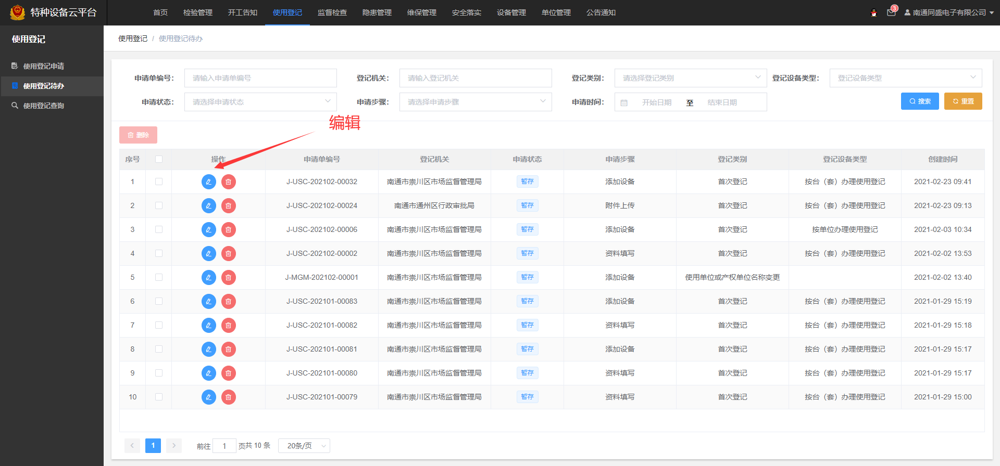 特种设备云平台
首页 检验管理 开工告知 使用登记 监督检查 隐患管理 维保管理 安全落实 设备管理 单位管理 公告通知
3
南通同盛电子有限公司
使用登记
使用登记申请
使用登记待办
使用登记查询
使用登记 / 使用登记待办
申请单编号： 请输入申请单编号 登记机关： 请输入登记机关 登记类别： 请选择登记类别 登记设备类型： 登记设备类型
申请状态： 请选择申请状态 申请步骤： 请选择申请步骤 申请时间： 开始日期 至 结束日期 搜索 重置
编辑
删除
序号 操作 申请单编号 登记机关 申请状态 申请步骤 登记类别 登记设备类型 创建时间
1 J-USC-202102-00032 南通市崇川区市场监督管理局 暂存 添加设备 首次登记 按台（套）办理使用登记 2021-02-23 09:41
2 J-USC-202102-00024 南通市通州区行政审批局 暂存 附件上传 首次登记 按台（套）办理使用登记 2021-02-23 09:13
3 J-USC-202102-00006 南通市崇川区市场监督管理局 暂存 添加设备 首次登记 按单位办理使用登记 2021-02-03 10:34
4 J-USC-202102-00002 南通市崇川区市场监督管理局 暂存 资料填写 首次登记 按台（套）办理使用登记 2021-02-02 13:53
5 J-MGM-202102-00001 南通市崇川区市场监督管理局 暂存 添加设备 使用单位或产权单位名称变更 2021-02-02 13:40
6 J-USC-202101-00083 南通市崇川区市场监督管理局 暂存 添加设备 首次登记 按台（套）办理使用登记 2021-01-29 15:19
7 J-USC-202101-00082 南通市崇川区市场监督管理局 暂存 资料填写 首次登记 按台（套）办理使用登记 2021-01-29 15:18
8 J-USC-202101-00081 南通市崇川区市场监督管理局 暂存 添加设备 首次登记 按台（套）办理使用登记 2021-01-29 15:17
9 J-USC-202101-00080 南通市崇川区市场监督管理局 暂存 资料填写 首次登记 按台（套）办理使用登记 2021-01-29 15:17
10 J-USC-202101-00079 南通市崇川区市场监督管理局 暂存 资料填写 首次登记 按台（套）办理使用登记 2021-01-29 15:00
1 前往 1 页共 10 条 20条/页